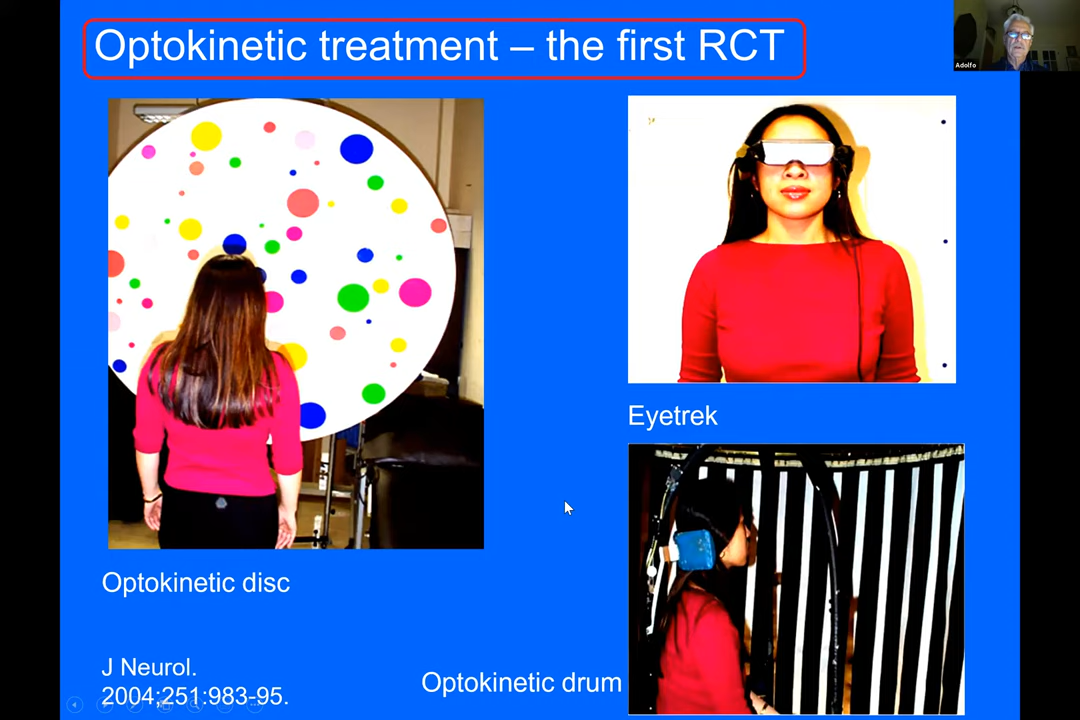 Optokinetic treatment – the first RCT
Adolfo
Eyetrek
Optokinetic disc
J Neurol.
2004;251:983-95.
Optokinetic drum